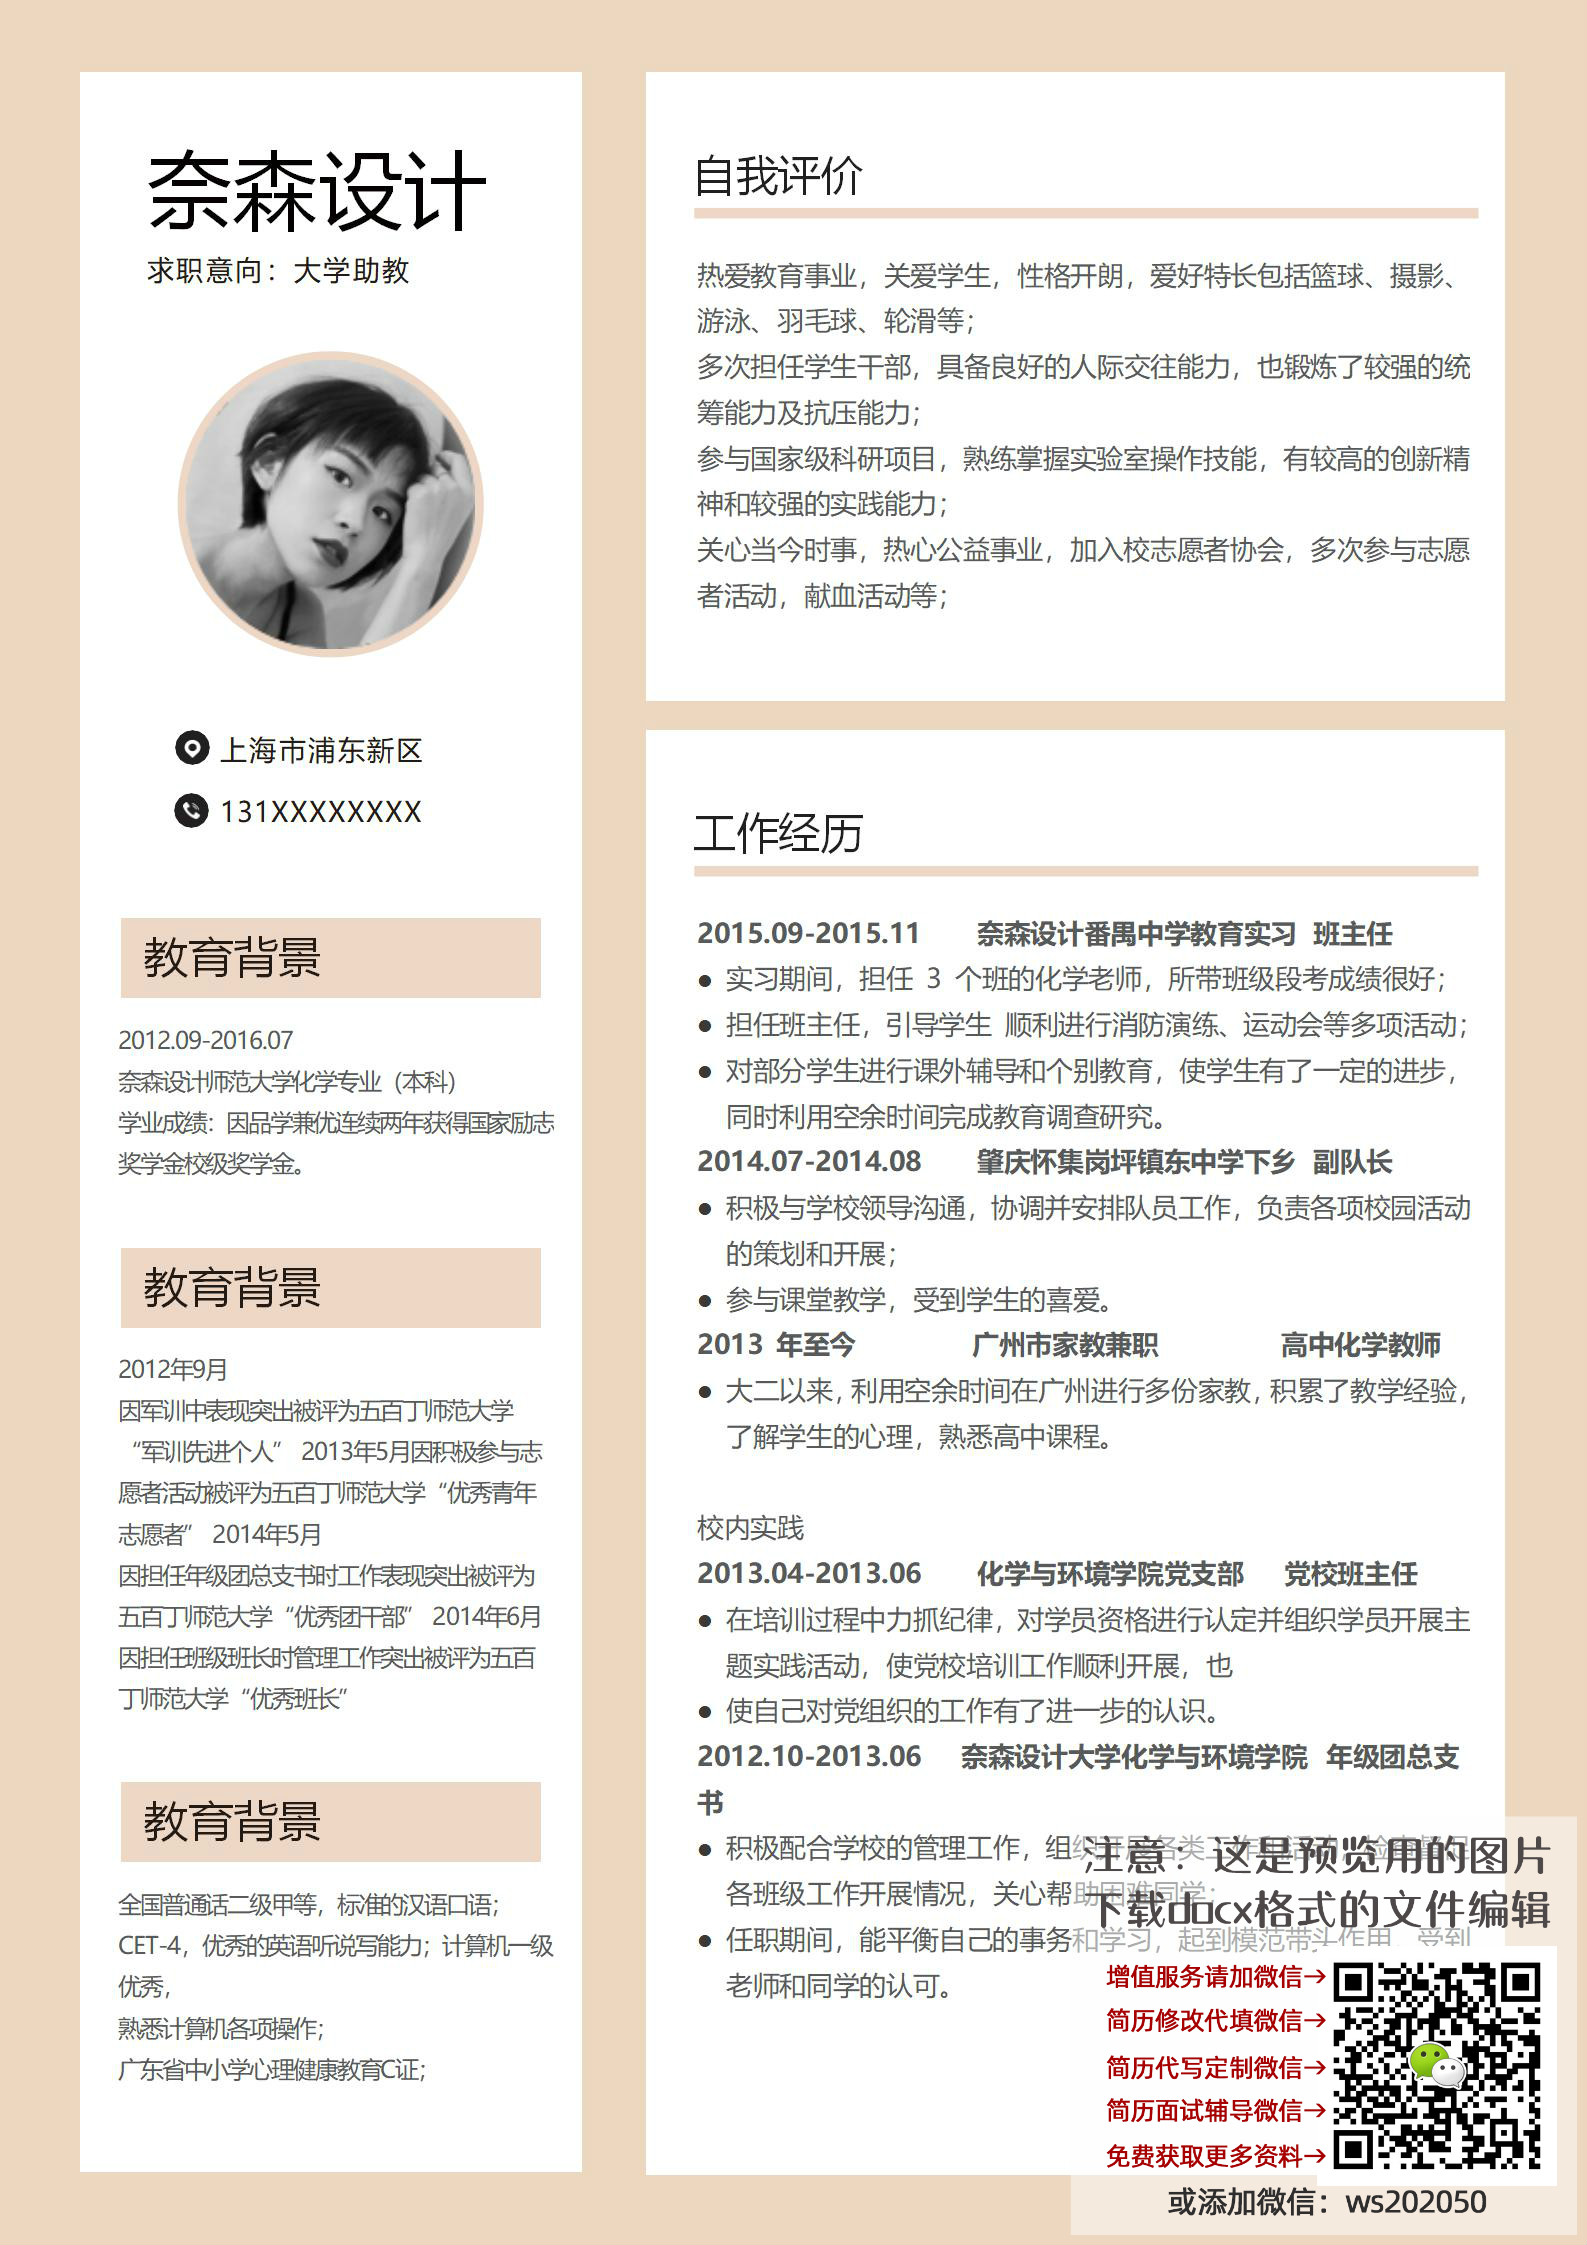 奈森设计
求职意向：大学助教
上海市浦东新区
131XXXXXXXX
教育背景
2012.09-2016.07
奈森设计师范大学化学专业（本科）
学业成绩：因品学兼优连续两年获得国家励志
奖学金校级奖学金。
教育背景
2012年9月
因军训中表现突出被评为五百丁师范大学
“军训先进个人” 2013年5月因积极参与志
愿者活动被评为五百丁师范大学“优秀青年
志愿者” 2014年5月
因担任年级团总支书时工作表现突出被评为
五百丁师范大学“优秀团干部” 2014年6月
因担任班级班长时管理工作突出被评为五百
丁师范大学“优秀班长”
教育背景
全国普通话二级甲等，标准的汉语口语；
CET-4，优秀的英语听说写能力；计算机一级
优秀，
熟悉计算机各项操作；
广东省中小学心理健康教育C证；
自我评价
热爱教育事业，关爱学生，性格开朗，爱好特长包括篮球、摄影、
游泳、羽毛球、轮滑等；
多次担任学生干部，具备良好的人际交往能力，也锻炼了较强的统
筹能力及抗压能力；
参与国家级科研项目，熟练掌握实验室操作技能，有较高的创新精
神和较强的实践能力；
关心当今时事，热心公益事业，加入校志愿者协会，多次参与志愿
者活动，献血活动等；
工作经历
2015.09-2015.11 奈森设计番禺中学教育实习 班主任
● 实习期间，担任 3 个班的化学老师，所带班级段考成绩很好；
● 担任班主任，引导学生 顺利进行消防演练、运动会等多项活动；
● 对部分学生进行课外辅导和个别教育，使学生有了一定的进步，
同时利用空余时间完成教育调查研究。
2014.07-2014.08 肇庆怀集岗坪镇东中学下乡 副队长
● 积极与学校领导沟通，协调并安排队员工作，负责各项校园活动
的策划和开展；
● 参与课堂教学，受到学生的喜爱。
2013 年至今 广州市家教兼职 高中化学教师
● 大二以来，利用空余时间在广州进行多份家教，积累了教学经验，
了解学生的心理，熟悉高中课程。
校内实践
2013.04-2013.06 化学与环境学院党支部 党校班主任
● 在培训过程中力抓纪律，对学员资格进行认定并组织学员开展主
题实践活动，使党校培训工作顺利开展，也
● 使自己对党组织的工作有了进一步的认识。
2012.10-2013.06 奈森设计大学化学与环境学院 年级团总支
书
● 积极配合学校的管理工作，组织开展各类工作和活动，检查督促
各班级工作开展情况，关心帮助困难同学；
● 任职期间，能平衡自己的事务和学习，起到模范带头作用，受到
老师和同学的认可。
注意：这是预览用的图片
下载docx格式的文件编辑
增值服务请加微信→
简历修改代填微信→
简历代写定制微信→
简历面试辅导微信→
免费获取更多资料→
或添加微信：ws202050